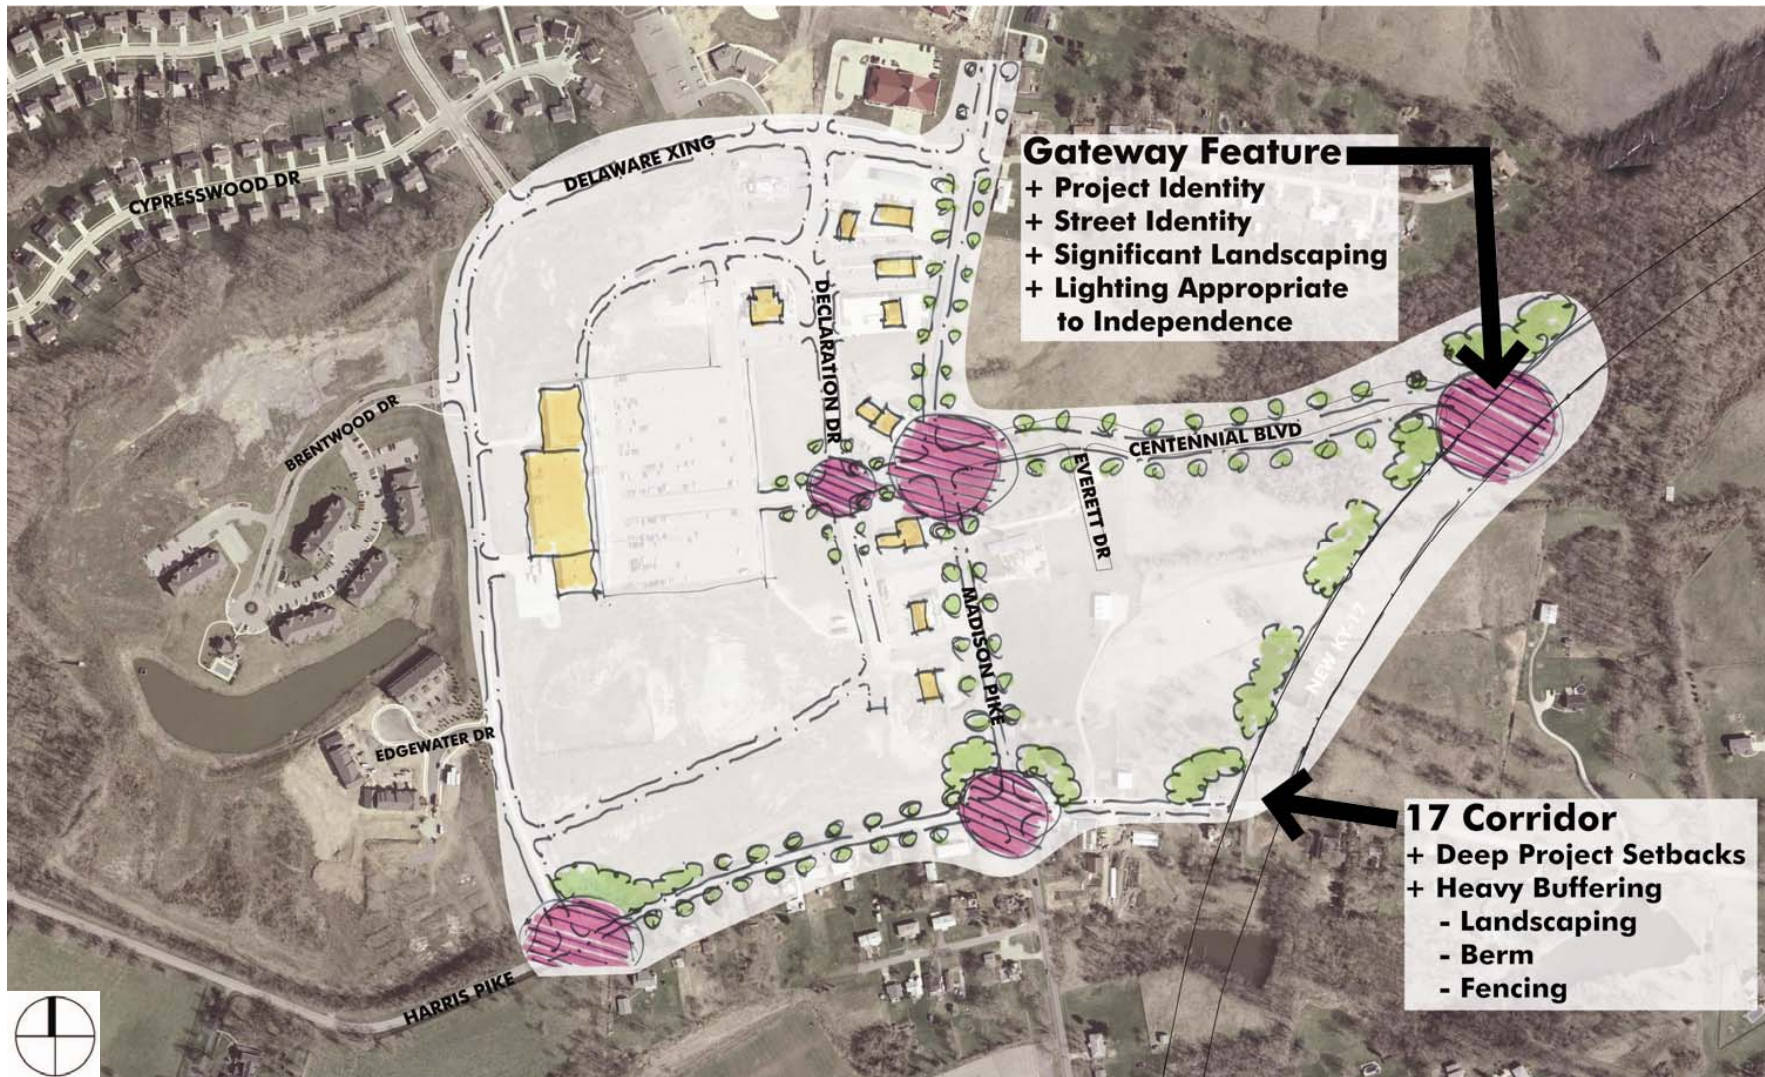 DELAWARE XING
CYPRESSWOOD DR
Gateway Feature
+ Project Identity
+ Street Identity
+ Significant Landscaping
+ Lighting Appropriate
to Independence
DECLARATION DR
BRENTWOOD DR
CENTENNIAL BLVD
EVERETT DR
MADISON PIKE
NEW KY-17
EDGEWATER DR
17 Corridor
+ Deep Project Setbacks
+ Heavy Buffering
- Landscaping
- Berm
- Fencing
HARRIS PIKE